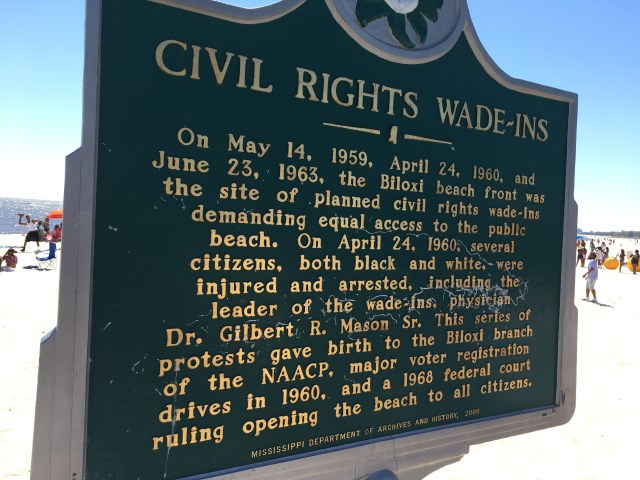 CIVIL RIGHTS WADE-INS
On May 14, 1959, April 24, 1960, and
June 23, 1963, the Biloxi beach front was
the site of planned civil rights wade-ins
demanding equal access to the public
beach. On April 24, 1960, several
citizens, both black and white, were
injured and arrested, including the
leader of the wade-ins, physician
Dr. Gilbert R. Mason Sr. This series of
protests gave birth to the Biloxi branch
of the NAACP, major voter registration
drives in 1960, and a 1968 federal court
ruling opening the beach to all citizens.
MISSISSIPPI DEPARTMENT OF ARCHIVES AND HISTORY, 2009